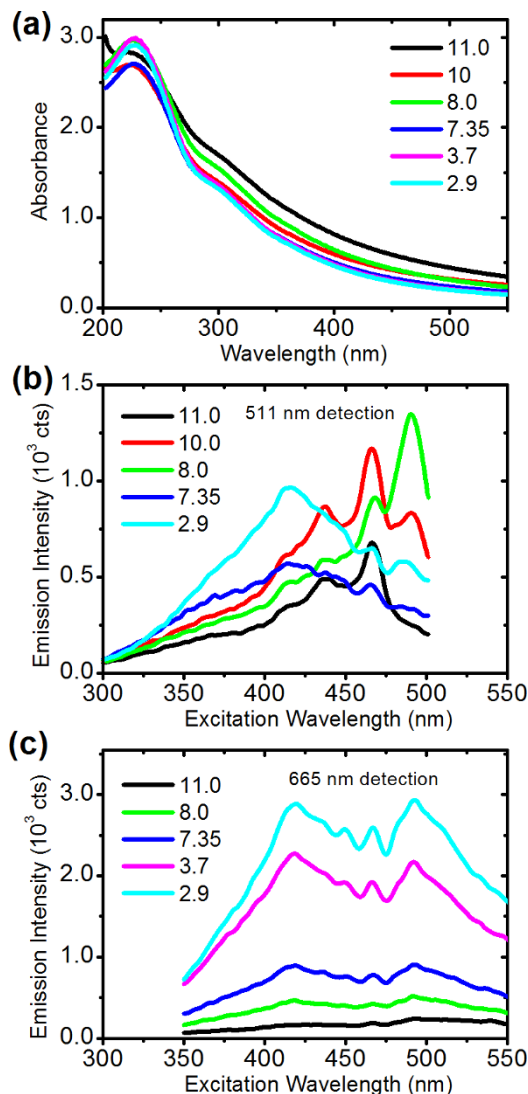 (a)
3.0
2.0
1.0
0.0
Absorbance
11.0
10
8.0
7.35
3.7
2.9
200 300 400 500
Wavelength (nm)
(b)
1.5
1.0
0.5
0.0
Emission Intensity (10³ cts)
11.0
10.0
8.0
7.35
2.9
511 nm detection
300 350 400 450 500 550
Excitation Wavelength (nm)
(c)
3.0
2.0
1.0
0.0
Emission Intensity (10³ cts)
11.0
8.0
7.35
3.7
2.9
665 nm detection
300 350 400 450 500 550
Excitation Wavelength (nm)